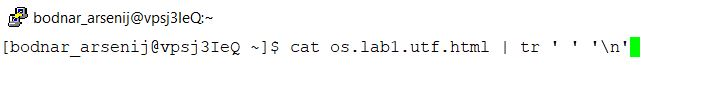 bodnar_arsenij@vpsj3IeQ:~
[bodnar_arsenij@vpsj3IeQ ~]$ cat os.lab1.utf.html | tr ' ' '\n'